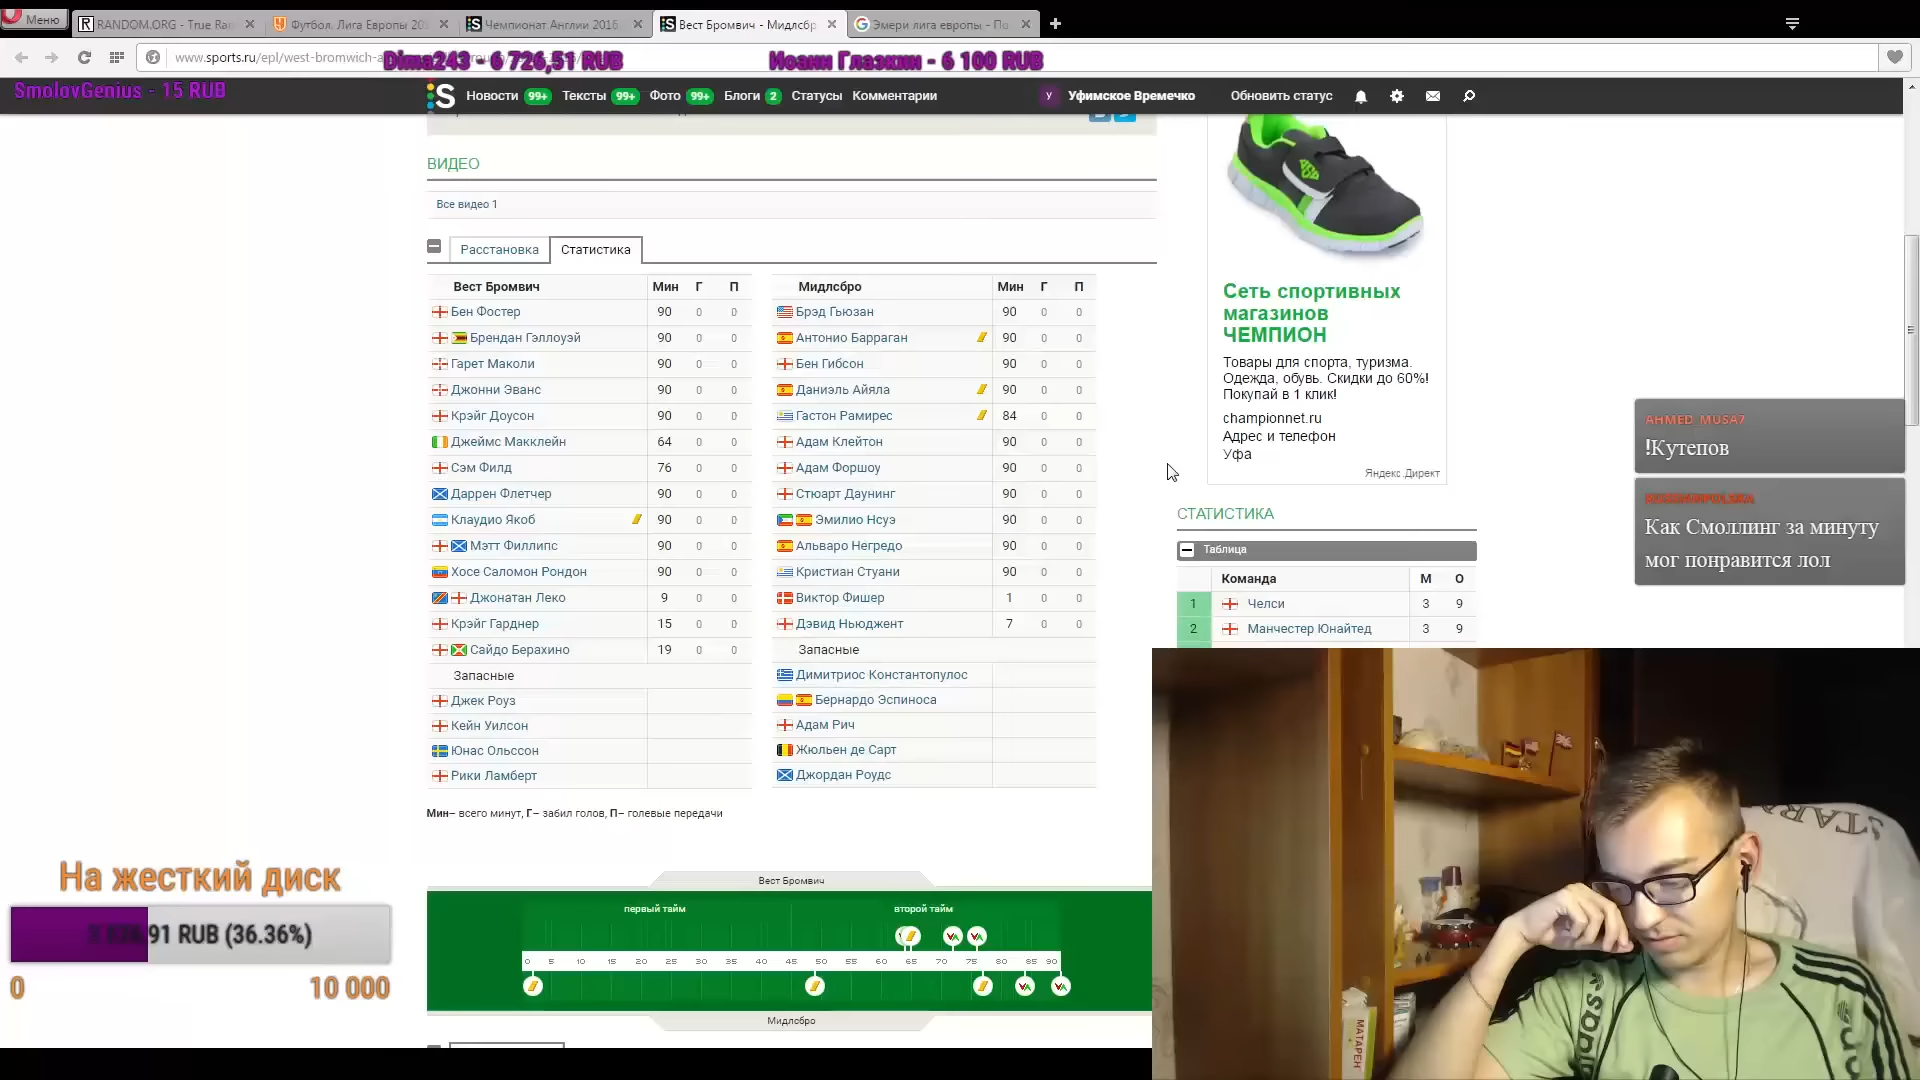 Меню
RANDOM.ORG - True Ran
Футбол. Лига Европы 20
Чемпионат Англии 2016
Вест Бромвич - Мидлсбр
Эмери лига европы - По
www.sports.ru/epl/west-bromwich-a
Dima243 - 6 726,51 RUB
Иоанн Глазкин - 6 100 RUB
SmolovGenius - 15 RUB
Новости 99+ Тексты 99+ Фото 99+ Блоги 2 Статусы Комментарии
У Уфимское Времечко Обновить статус
ВИДЕО
Все видео 1
Расстановка Статистика
Вест Бромвич Мин Г П
Бен Фостер 90 0 0
Брендан Гэллоуэй 90 0 0
Гарет Маколи 90 0 0
Джонни Эванс 90 0 0
Крэйг Доусон 90 0 0
Джеймс Макклейн 64 0 0
Сэм Филд 76 0 0
Даррен Флетчер 90 0 0
Клаудио Якоб 90 0 0
Мэтт Филлипс 90 0 0
Хосе Саломон Рондон 90 0 0
Джонатан Леко 9 0 0
Крэйг Гарднер 15 0 0
Сайдо Берахино 19 0 0
Запасные
Джек Роуз
Кейн Уилсон
Юнас Ольссон
Рики Ламберт
Мидлсбро Мин Г П
Брэд Гьюзан 90 0 0
Антонио Барраган 90 0 0
Бен Гибсон 90 0 0
Даниэль Айяла 90 0 0
Гастон Рамирес 84 0 0
Адам Клейтон 90 0 0
Адам Форшоу 90 0 0
Стюарт Даунинг 90 0 0
Эмилио Нсуэ 90 0 0
Альваро Негредо 90 0 0
Кристиан Стуани 90 0 0
Виктор Фишер 1 0 0
Дэвид Ньюджент 7 0 0
Запасные
Димитриос Константопулос
Бернардо Эспиноса
Адам Рич
Жюльен де Сарт
Джордан Роудс
Мин– всего минут, Г– забил голов, П– голевые передачи
Вест Бромвич
первый тайм второй тайм
0 5 10 15 20 25 30 35 40 45 50 55 60 65 70 75 80 85 90
Мидлсбро
Сеть спортивных
магазинов
ЧЕМПИОН
Товары для спорта, туризма.
Одежда, обувь. Скидки до 60%!
Покупай в 1 клик!
championnet.ru
Адрес и телефон
Уфа
Яндекс.Директ
СТАТИСТИКА
Таблица
Команда М О
1 Челси 3 9
2 Манчестер Юнайтед 3 9
AHMED_MUSA7
!Кутепов
Как Смоллинг за минуту
мог понравится лол
На жесткий диск
91 RUB (36.36%)
0 10 000
МАТАРЕН
adidas